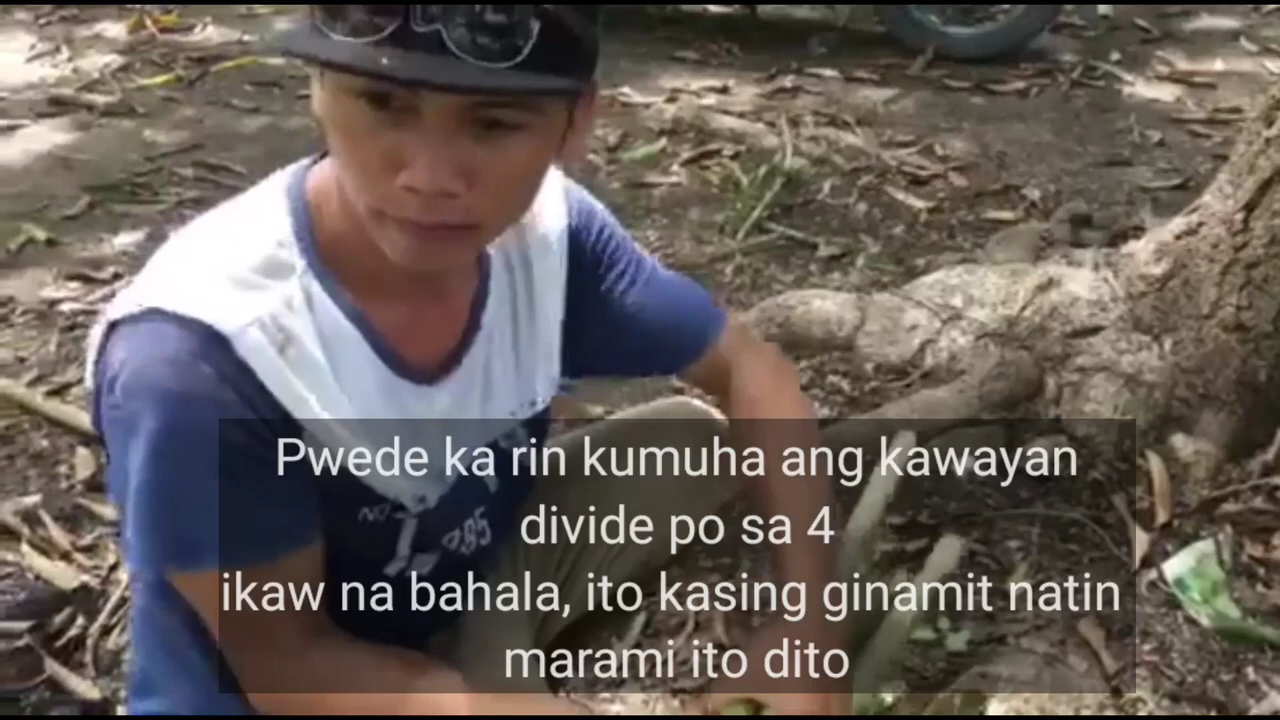 Pwede ka rin kumuha ang kawayan
divide po sa 4
ikaw na bahala, ito kasing ginamit natin
marami ito dito